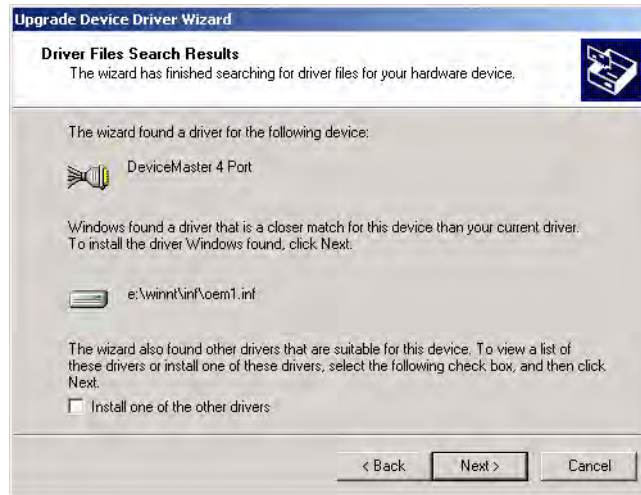 Upgrade Device Driver Wizard
Driver Files Search Results
The wizard has finished searching for driver files for your hardware device.
The wizard found a driver for the following device:
DeviceMaster 4 Port
Windows found a driver that is a closer match for this device than your current driver.
To install the driver Windows found, click Next.
e:\winnt\inf\oem1.inf
The wizard also found other drivers that are suitable for this device. To view a list of
these drivers or install one of these drivers, select the following check box, and then click
Next.
Install one of the other drivers
< Back
Next >
Cancel